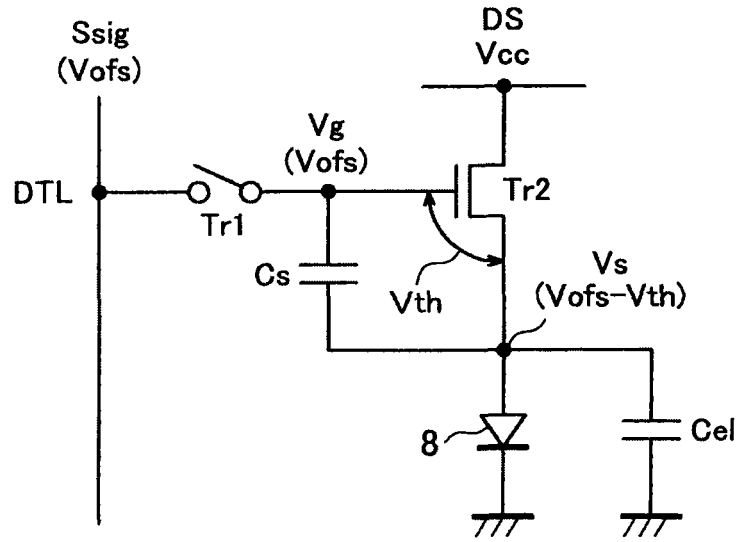 Ssig
(Vofs)
DS
Vcc
Vg
(Vofs)
DTL
Tr1
Tr2
Cs
Vth
Vs
(Vofs-Vth)
8
Cel